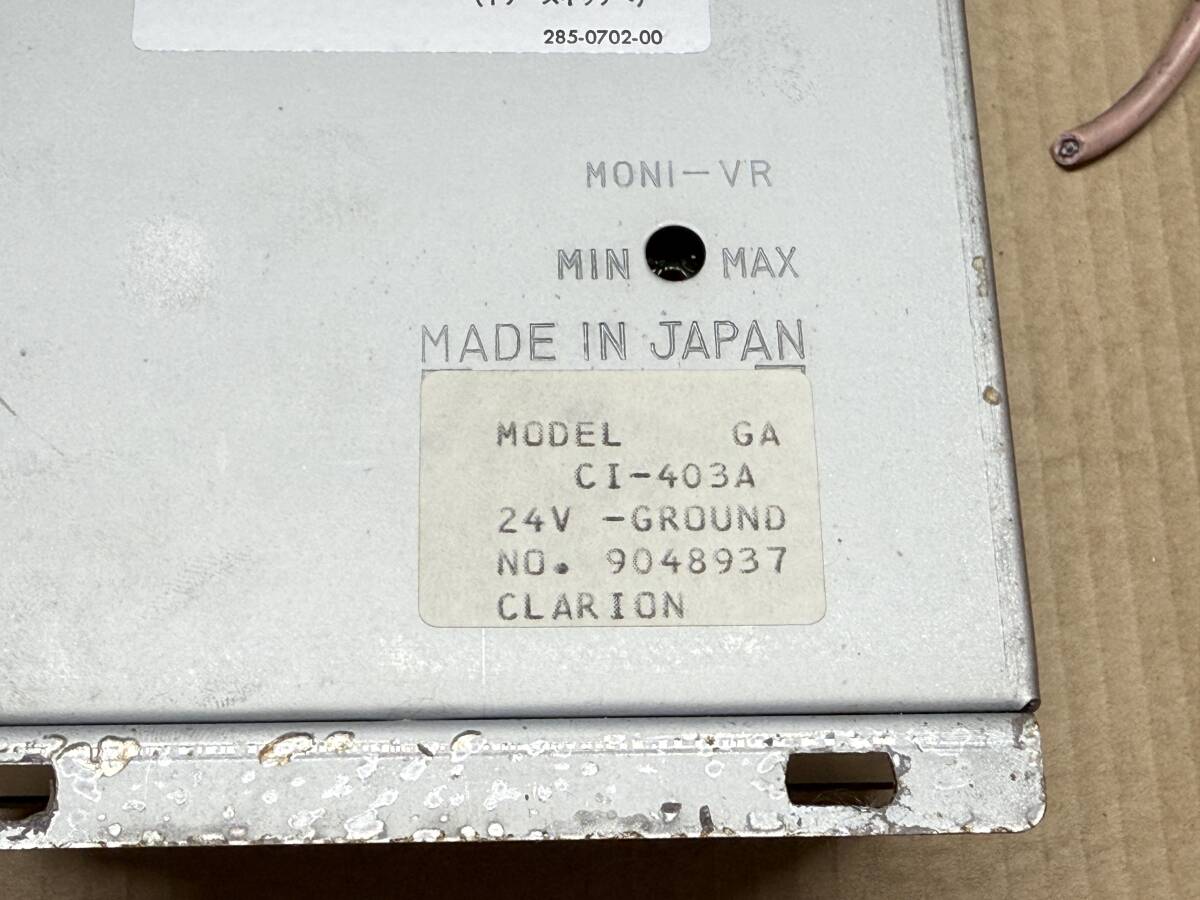 285-0702-00
MONI-VR
MIN MAX
MADE IN JAPAN
MODEL GA
CI-403A
24V -GROUND
NO. 9048937
CLARION